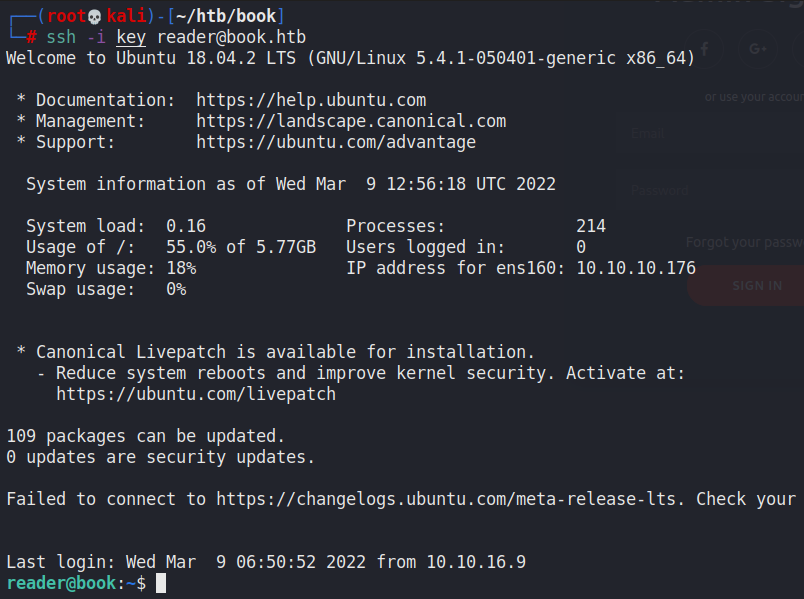 ┌──(root💀kali)-[~/htb/book]
└─# ssh -i key reader@book.htb
Welcome to Ubuntu 18.04.2 LTS (GNU/Linux 5.4.1-050401-generic x86_64)
 * Documentation:  https://help.ubuntu.com
 * Management:     https://landscape.canonical.com
 * Support:        https://ubuntu.com/advantage
  System information as of Wed Mar  9 12:56:18 UTC 2022
  System load:  0.16              Processes:             214
  Usage of /:   55.0% of 5.77GB   Users logged in:       0
  Memory usage: 18%               IP address for ens160: 10.10.10.176
  Swap usage:   0%
 * Canonical Livepatch is available for installation.
   - Reduce system reboots and improve kernel security. Activate at:
     https://ubuntu.com/livepatch
109 packages can be updated.
0 updates are security updates.
Failed to connect to https://changelogs.ubuntu.com/meta-release-lts. Check your
Last login: Wed Mar  9 06:50:52 2022 from 10.10.16.9
reader@book:~$
G+
or use your accoun
Email
Password
Forgot your passw
SIGN IN